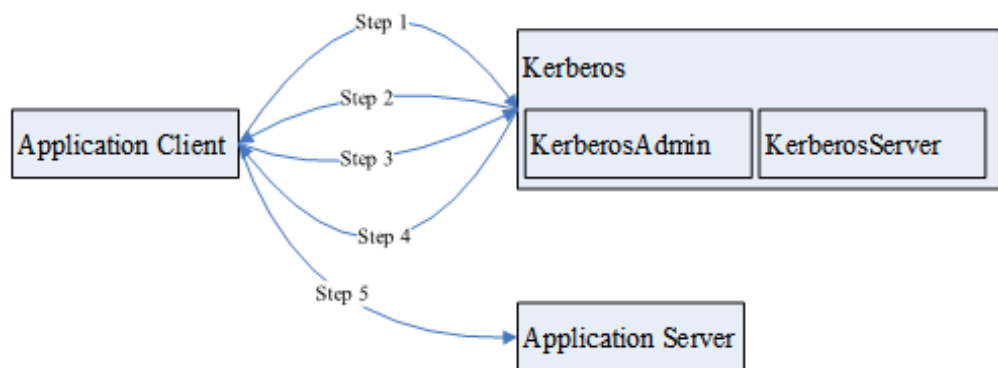 Step 1
Kerberos
Step 2
Application Client
KerberosAdmin
KerberosServer
Step 3
Step 4
Step 5
Application Server